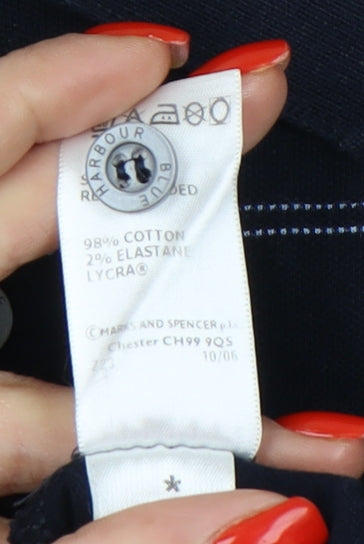 HARBOUR BLUE
98% COTTON
2% ELASTANE
LYCRA®
©MARKS AND SPENCER p.l.c.
Chester CH99 9QS
10/06
*